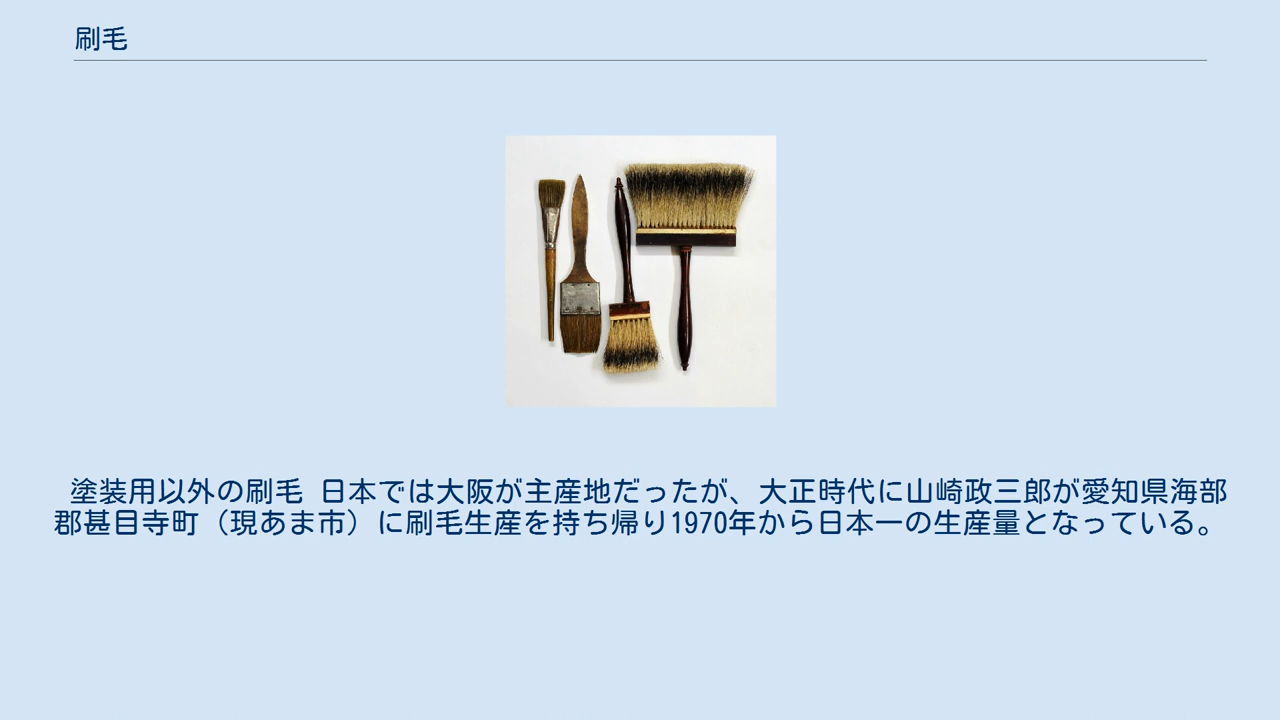 刷毛
塗装用以外の刷毛 日本では大阪が主産地だったが、大正時代に山崎政三郎が愛知県海部
郡甚目寺町（現あま市）に刷毛生産を持ち帰り1970年から日本一の生産量となっている。